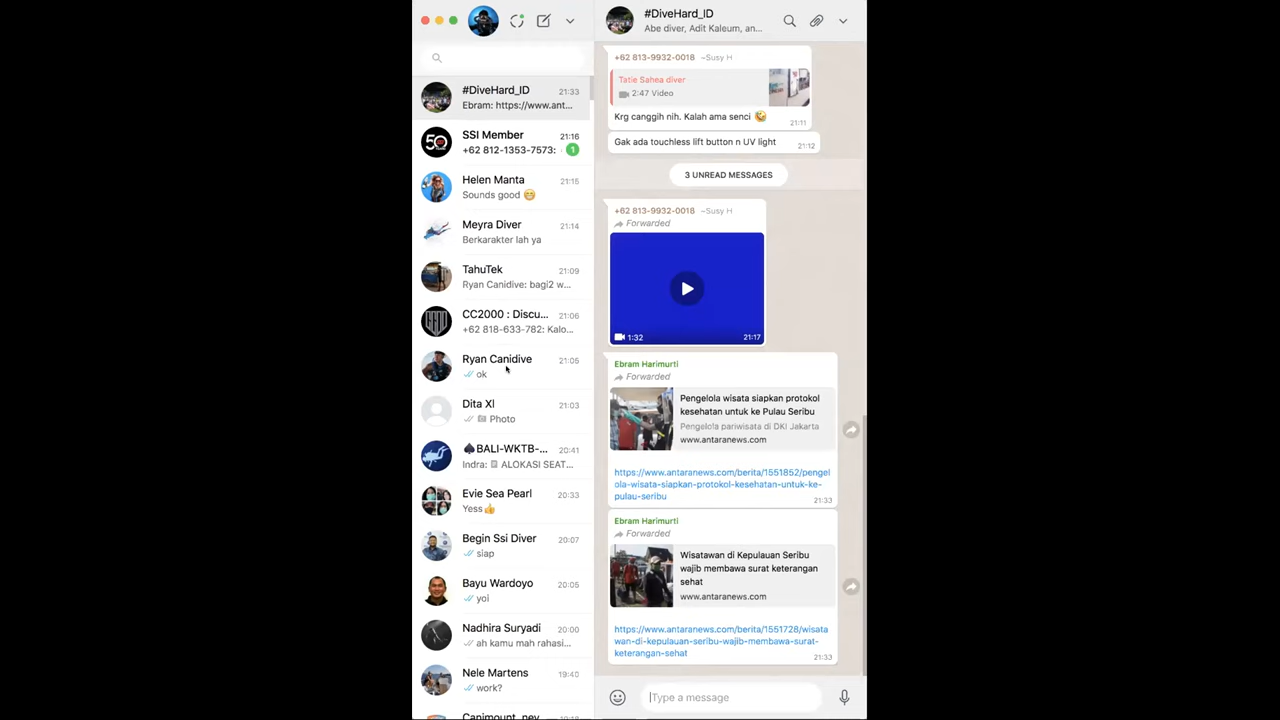 #DiveHard_ID 21:33
Ebram: https://www.ant...
SSI Member 21:16
+62 812-1353-7573: 1
Helen Manta 21:15
Sounds good 😊
Meyra Diver 21:14
Berkarakter lah ya
TahuTek 21:09
Ryan Canidive: bagi2 w...
CC2000 : Discu... 21:06
+62 818-633-782: Kalo...
Ryan Canidive 21:05
ok
Dita Xl 21:03
Photo
♠BALI-WKTB-... 20:41
Indra: ALOKASI SEAT...
Evie Sea Pearl 20:33
Yess👍
Begin Ssi Diver 20:07
siap
Bayu Wardoyo 20:05
yoi
Nadhira Suryadi 20:00
ah kamu mah rahasi...
Nele Martens 19:40
work?
#DiveHard_ID
Abe diver, Adit Kaleum, an...
+62 813-9932-0018 ~Susy H
Tatie Sahea diver
2:47 Video
Krg canggih nih. Kalah ama senci 🤣
21:11
Gak ada touchless lift button n UV light 21:12
3 UNREAD MESSAGES
+62 813-9932-0018 ~Susy H
Forwarded
1:32 21:17
Ebram Harimurti
Forwarded
Pengelola wisata siapkan protokol
kesehatan untuk ke Pulau Seribu
Pengelola pariwisata di DKI Jakarta
www.antaranews.com
https://www.antaranews.com/berita/1551852/pengel
ola-wisata-siapkan-protokol-kesehatan-untuk-ke-
pulau-seribu
21:33
Ebram Harimurti
Forwarded
Wisatawan di Kepulauan Seribu
wajib membawa surat keterangan
sehat
www.antaranews.com
https://www.antaranews.com/berita/1551728/wisata
wan-di-kepulauan-seribu-wajib-membawa-surat-
keterangan-sehat
21:33
Type a message